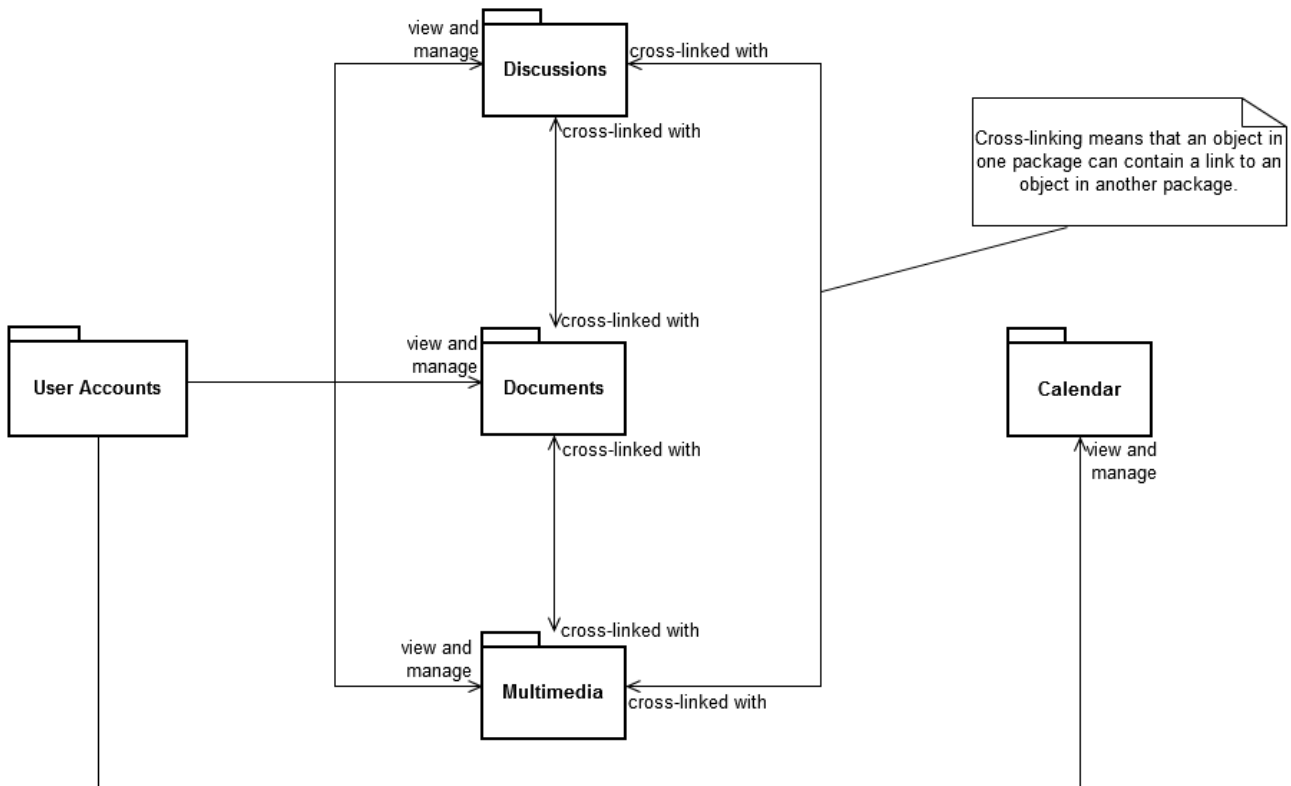 view and
manage
Discussions
cross-linked with
cross-linked with
Cross-linking means that an object in
one package can contain a link to an
object in another package.
cross-linked with
User Accounts
view and
manage
Documents
Calendar
cross-linked with
view and
manage
cross-linked with
view and
manage
Multimedia
cross-linked with